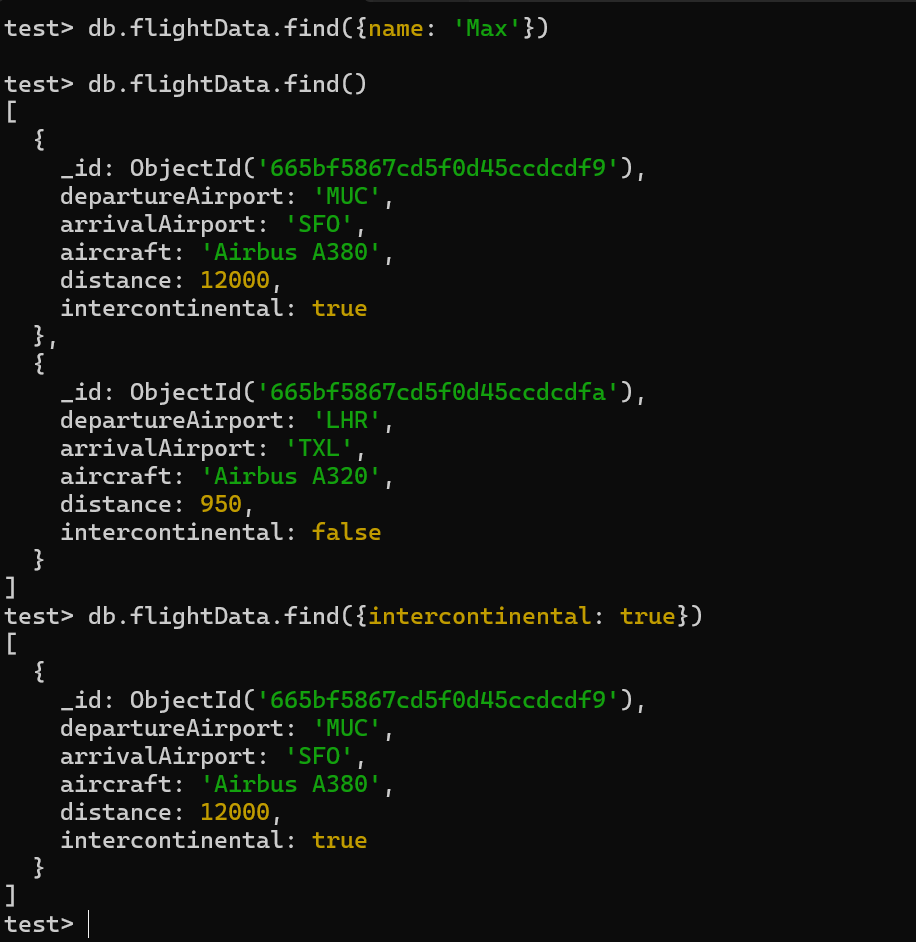 test> db.flightData.find({name: 'Max'})
test> db.flightData.find()
[
  {
    _id: ObjectId('665bf5867cd5f0d45ccdcdf9'),
    departureAirport: 'MUC',
    arrivalAirport: 'SFO',
    aircraft: 'Airbus A380',
    distance: 12000,
    intercontinental: true
  },
  {
    _id: ObjectId('665bf5867cd5f0d45ccdcdfa'),
    departureAirport: 'LHR',
    arrivalAirport: 'TXL',
    aircraft: 'Airbus A320',
    distance: 950,
    intercontinental: false
  }
]
test> db.flightData.find({intercontinental: true})
[
  {
    _id: ObjectId('665bf5867cd5f0d45ccdcdf9'),
    departureAirport: 'MUC',
    arrivalAirport: 'SFO',
    aircraft: 'Airbus A380',
    distance: 12000,
    intercontinental: true
  }
]
test>